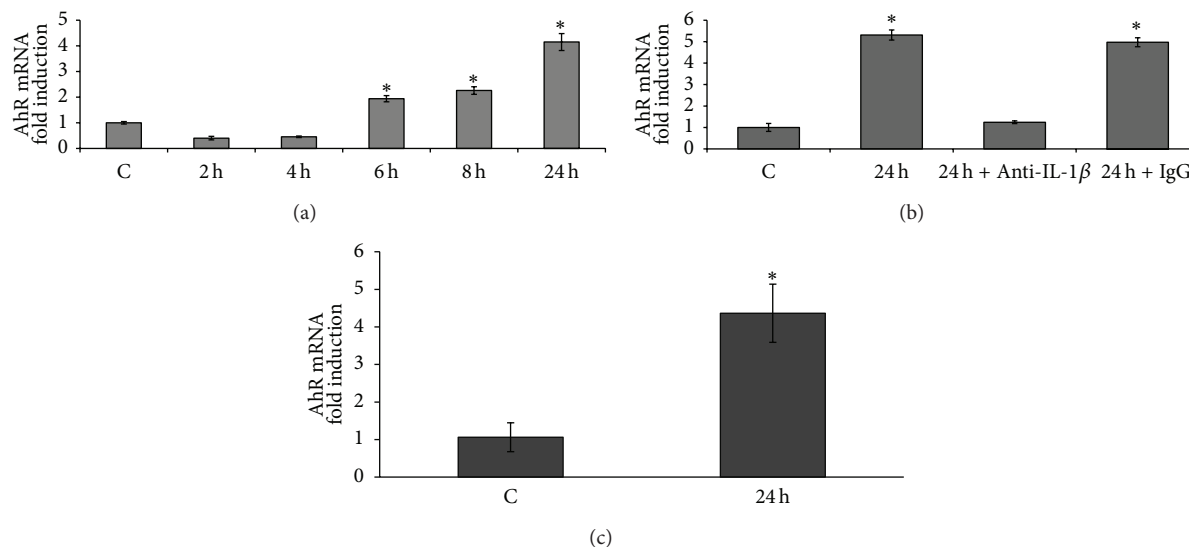 AhR mRNA
fold induction
5
4
3
2
1
0
*
*
*
C 2 h 4 h 6 h 8 h 24 h
(a)
AhR mRNA
fold induction
6
5
4
3
2
1
0
*
*
C 24 h 24 h + Anti-IL-1β 24 h + IgG
(b)
AhR mRNA
fold induction
6
5
4
3
2
1
0
*
C 24 h
(c)